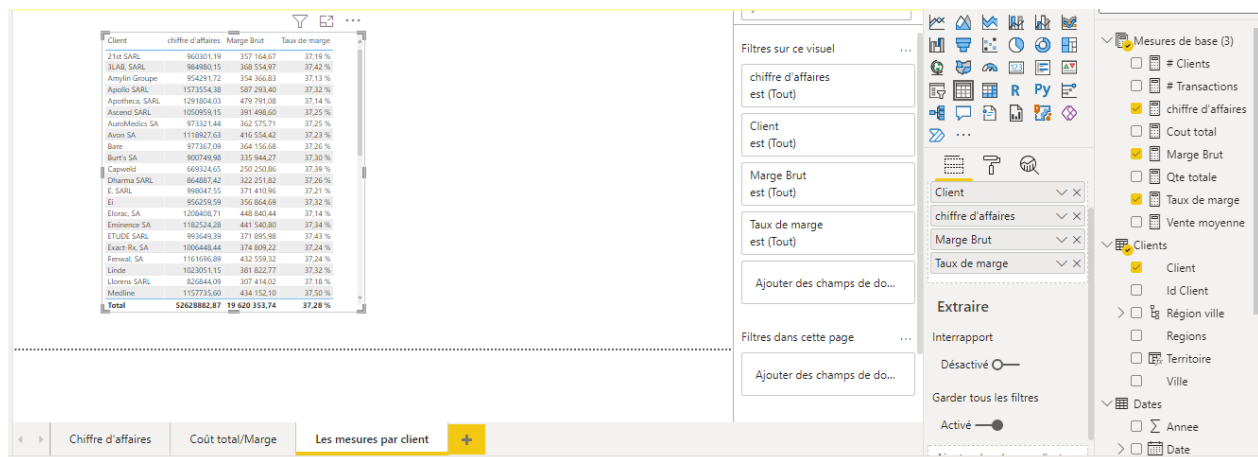 Client chiffre d'affaires Marge Brut Taux de marge
21st SARL 960301,19 357 164,67 37,19 %
3LAB, SARL 984980,15 368 554,97 37,42 %
Amylin Groupe 954291,72 354 366,83 37,13 %
Apollo SARL 1573554,38 587 293,40 37,32 %
Apotheca, SARL 1291804,03 479 791,08 37,14 %
Ascend SARL 1050959,15 391 498,60 37,25 %
AuroMedics SA 973321,44 362 575,71 37,25 %
Avon SA 1118927,63 416 554,42 37,23 %
Bare 977367,09 364 156,68 37,26 %
Burt's SA 900749,98 335 944,27 37,30 %
Capweld 669324,65 250 250,86 37,39 %
Dharma SARL 864887,42 322 251,82 37,26 %
E. SARL 998047,55 371 410,96 37,21 %
Ei 956259,59 356 864,69 37,32 %
Elorac, SA 1208408,71 448 840,44 37,14 %
Eminence SA 1182524,28 441 540,80 37,34 %
ETUDE SARL 993649,39 371 895,98 37,43 %
Exact-Rx, SA 1006448,44 374 809,22 37,24 %
Fenwal, SA 1161696,89 432 559,32 37,24 %
Linde 1023051,15 381 822,77 37,32 %
Llorens SARL 826844,09 307 414,02 37,18 %
Medline 1157735,60 434 152,10 37,50 %
Total 52628882,87 19 620 353,74 37,28 %
Chiffre d'affaires
Coût total/Marge
Les mesures par client
+
Filtres sur ce visuel ...
chiffre d'affaires
est (Tout)
Client
est (Tout)
Marge Brut
est (Tout)
Taux de marge
est (Tout)
Ajouter des champs de do...
Filtres dans cette page ...
Ajouter des champs de do...
123
R Py
...
Client
chiffre d'affaires
Marge Brut
Taux de marge
Extraire
Interrapport
Désactivé
Garder tous les filtres
Activé
Mesures de base (3)
# Clients
# Transactions
chiffre d'affaires
Cout total
Marge Brut
Qte totale
Taux de marge
Vente moyenne
Clients
Client
Id Client
Région ville
Regions
Territoire
Ville
Dates
Annee
Date